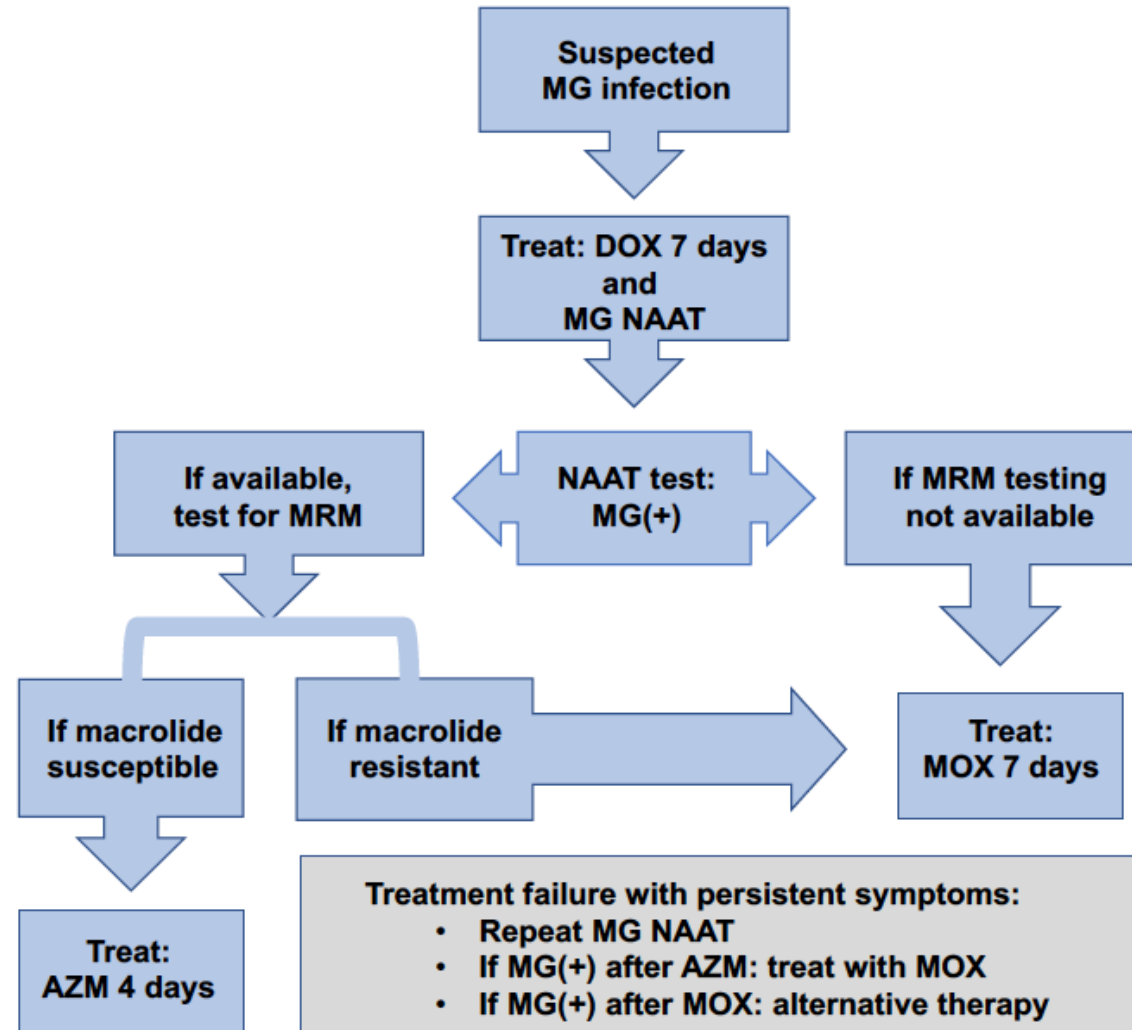 Suspected
MG infection
Treat: DOX 7 days
and
MG NAAT
If available,
test for MRM
NAAT test:
MG(+)
If MRM testing
not available
If macrolide
susceptible
If macrolide
resistant
Treat:
MOX 7 days
Treat:
AZM 4 days
Treatment failure with persistent symptoms:
• Repeat MG NAAT
• If MG(+) after AZM: treat with MOX
• If MG(+) after MOX: alternative therapy